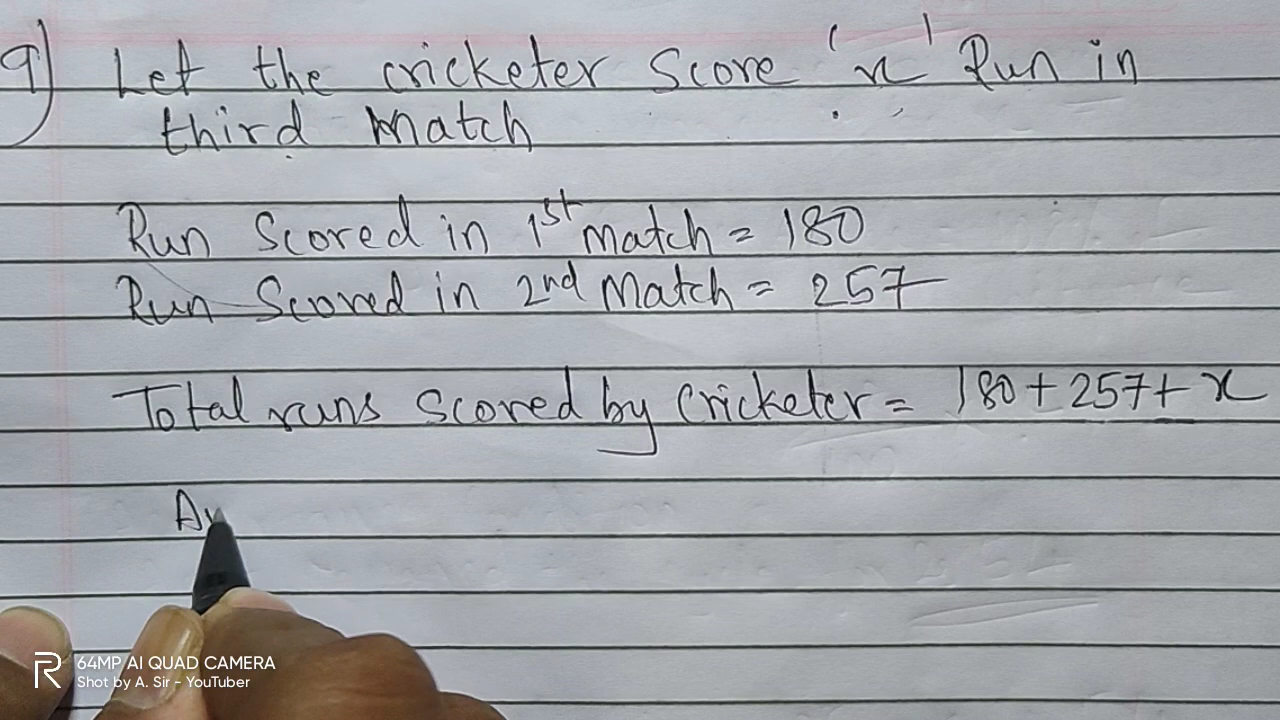 9) Let the cricketer Score 'x' Run in
third Match
Run Scored in 1st match = 180
Run Scored in 2nd Match = 257
Total runs scored by Cricketer = 180 + 257 + x
Av
R 64MP AI QUAD CAMERA
Shot by A. Sir - YouTuber